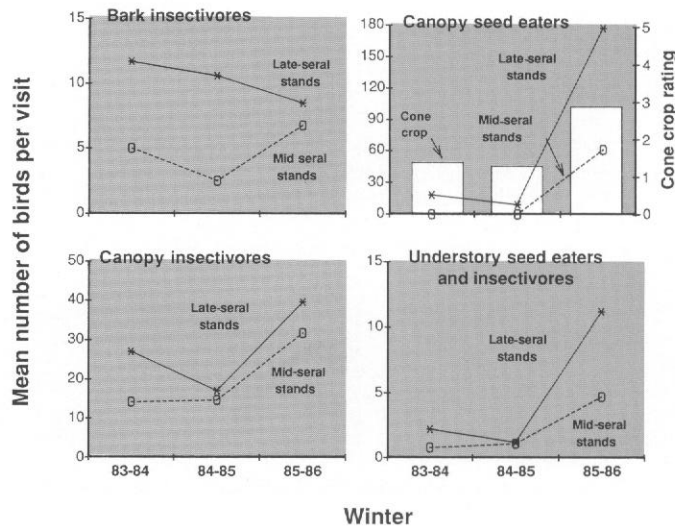 Mean number of birds per visit
Bark insectivores
15
10
5
0
Late-seral
stands
Mid seral
stands
Canopy seed eaters
180
150
120
90
60
30
0
Late-seral
stands
Cone
crop
Mid-seral
stands
5
4
3
2
1
0
Cone crop rating
Canopy insectivores
50
40
30
20
10
0
Late-seral
stands
Mid-seral
stands
83-84
84-85
85-86
Understory seed eaters
and insectivores
15
10
5
0
Late-seral
stands
Mid-seral
stands
83-84
84-85
85-86
Winter